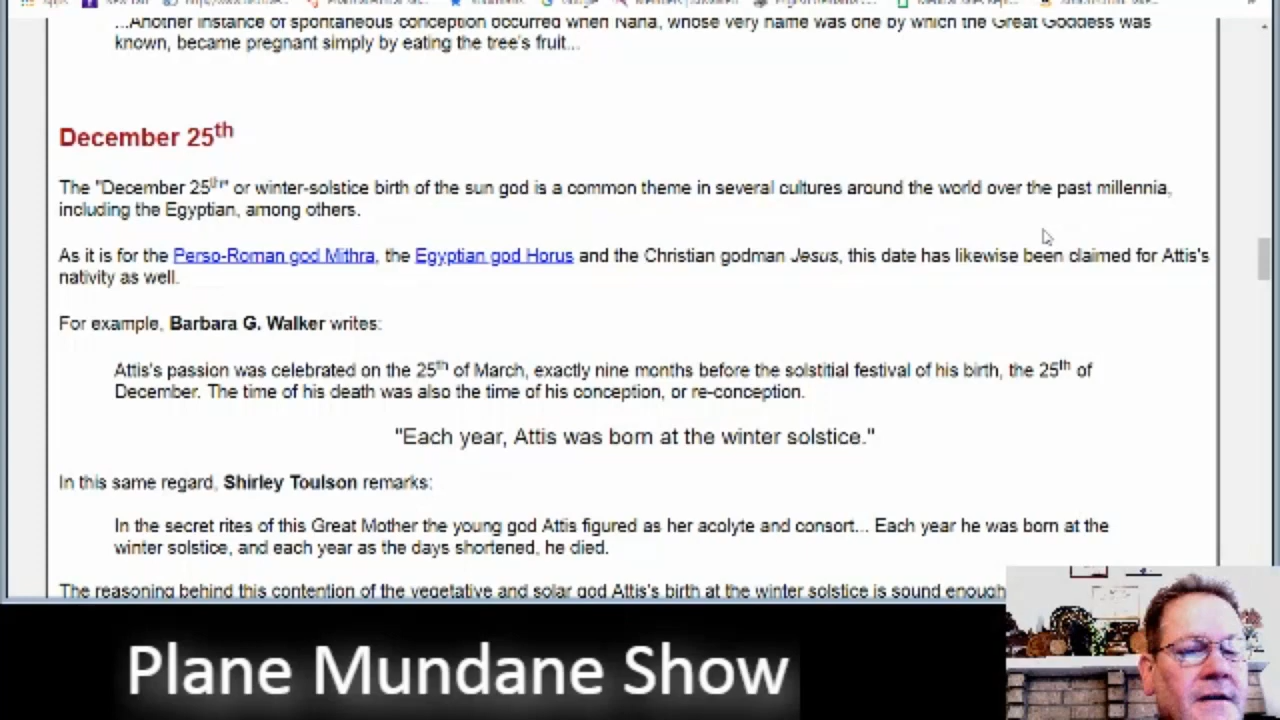 ...Another instance of spontaneous conception occurred when Nana, whose very name was one by which the Great Goddess was
known, became pregnant simply by eating the tree's fruit...
December 25th
The "December 25th" or winter-solstice birth of the sun god is a common theme in several cultures around the world over the past millennia,
including the Egyptian, among others.
As it is for the Perso-Roman god Mithra, the Egyptian god Horus and the Christian godman Jesus, this date has likewise been claimed for Attis's
nativity as well.
For example, Barbara G. Walker writes:
Attis's passion was celebrated on the 25th of March, exactly nine months before the solstitial festival of his birth, the 25th of
December. The time of his death was also the time of his conception, or re-conception.
"Each year, Attis was born at the winter solstice."
In this same regard, Shirley Toulson remarks:
In the secret rites of this Great Mother the young god Attis figured as her acolyte and consort... Each year he was born at the
winter solstice, and each year as the days shortened, he died.
The reasoning behind this contention of the vegetative and solar god Attis's birth at the winter solstice is sound enough
Plane Mundane Show